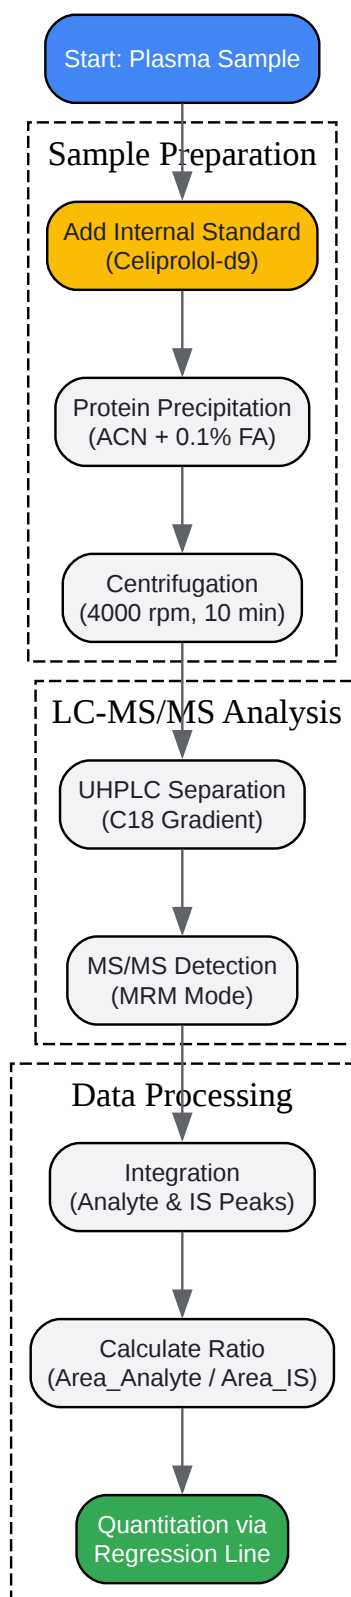 Start: Plasma Sample
Sample Preparation
Add Internal Standard
(Celiprolol-d9)
Protein Precipitation
(ACN + 0.1% FA)
Centrifugation
(4000 rpm, 10 min)
LC-MS/MS Analysis
UHPLC Separation
(C18 Gradient)
MS/MS Detection
(MRM Mode)
Data Processing
Integration
(Analyte & IS Peaks)
Calculate Ratio
(Area_Analyte / Area_IS)
Quantitation via
Regression Line